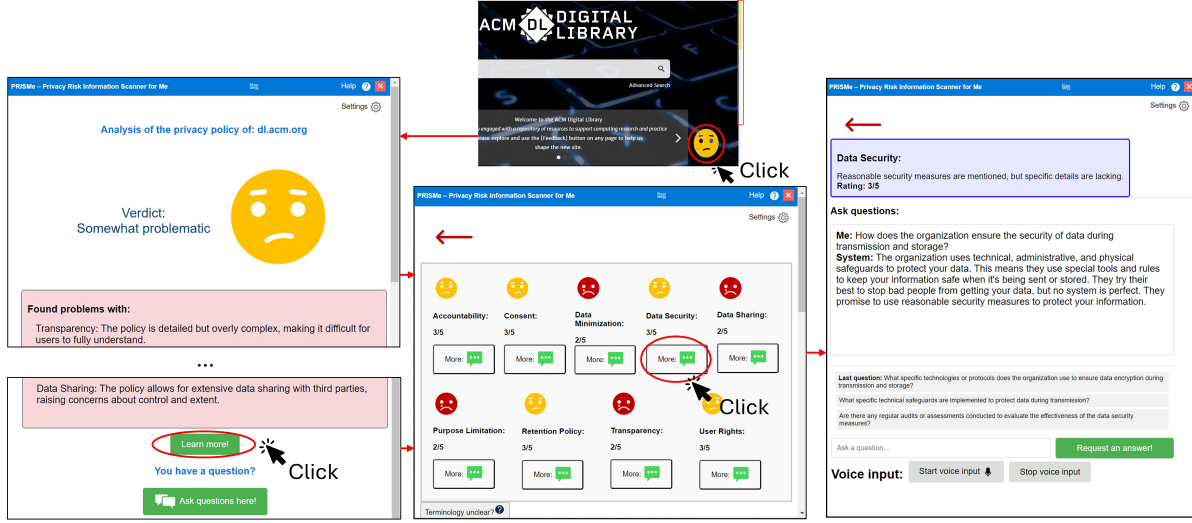 ACM DL DIGITAL
LIBRARY
Advanced Search
Welcome to the ACM Digital Library
engaged with a repository of resources to support computing research and practice
please explore and use the [Feedback] button on any page to help us
shape the new site.
Click
PRISMe – Privacy Risk Information Scanner for Me
Help ?
Settings
Analysis of the privacy policy of: dl.acm.org
Verdict:
Somewhat problematic
Found problems with:
Transparency: The policy is detailed but overly complex, making it difficult for
users to fully understand.
...
Data Sharing: The policy allows for extensive data sharing with third parties,
raising concerns about control and extent.
Learn more!
Click
You have a question?
Ask questions here!
PRISMe – Privacy Risk Information Scanner for Me
Help ?
Settings
Accountability:
3/5
More:
Consent:
3/5
More:
Data
Minimization:
2/5
More:
Data Security:
3/5
More:
Data Sharing:
2/5
More:
Click
Purpose Limitation:
2/5
More:
Retention Policy:
3/5
More:
Transparency:
2/5
More:
User Rights:
3/5
More:
Terminology unclear? ?
PRISMe – Privacy Risk Information Scanner for Me
Help ?
Settings
Data Security:
Reasonable security measures are mentioned, but specific details are lacking.
Rating: 3/5
Ask questions:
Me: How does the organization ensure the security of data during
transmission and storage?
System: The organization uses technical, administrative, and physical
safeguards to protect your data. This means they use special tools and rules
to keep your information safe when it's being sent or stored. They try their
best to stop bad people from getting your data, but no system is perfect. They
promise to use reasonable security measures to protect your information.
Last question: What specific technologies or protocols does the organization use to ensure data encryption during
transmission and storage?
What specific technical safeguards are implemented to protect data during transmission?
Are there any regular audits or assessments conducted to evaluate the effectiveness of the data security
measures?
Ask a question...
Request an answer!
Voice input:
Start voice input
Stop voice input